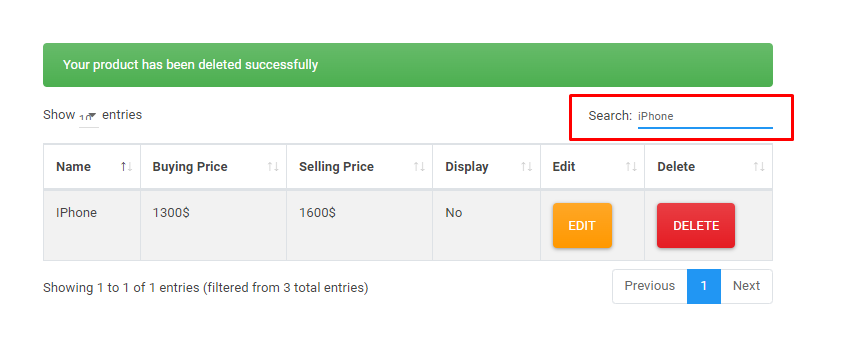 Your product has been deleted successfully
Show entries
Search: iPhone
Name Buying Price Selling Price Display Edit Delete
IPhone 1300$ 1600$ No EDIT DELETE
Showing 1 to 1 of 1 entries (filtered from 3 total entries)
Previous 1 Next